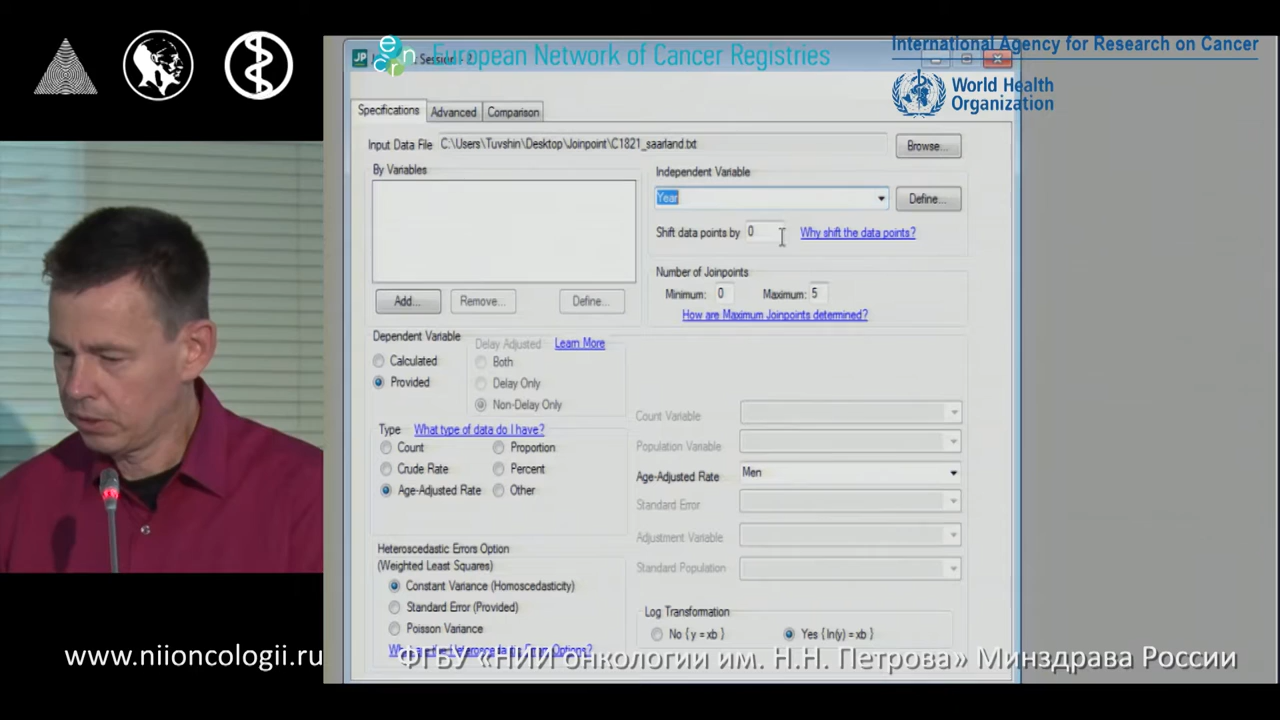 International Agency for Research on Cancer
World Health
Organization
European Network of Cancer Registries
JP
Specifications
Advanced
Comparison
Input Data File
C:\Users\Tuvshin\Desktop\Joinpoint\C1821_saarland.txt
Browse...
By Variables
Add...
Remove...
Define...
Independent Variable
Year
Define...
Shift data points by 0
Why shift the data points?
Number of Joinpoints
Minimum: 0
Maximum: 5
How are Maximum Joinpoints determined?
Dependent Variable
Calculated
Provided
Delay Adjusted
Learn More
Both
Delay Only
Non-Delay Only
Type
What type of data do I have?
Count
Proportion
Crude Rate
Percent
Age-Adjusted Rate
Other
Count Variable
Population Variable
Age-Adjusted Rate
Men
Standard Error
Adjustment Variable
Standard Population
Heteroscedastic Errors Option
(Weighted Least Squares)
Constant Variance (Homoscedasticity)
Standard Error (Provided)
Poisson Variance
Log Transformation
No { y = xb }
Yes { ln(y) = xb }
www.niioncologii.ru
ФГБУ «НИИ онкологии им. Н.Н. Петрова» Минздрава России